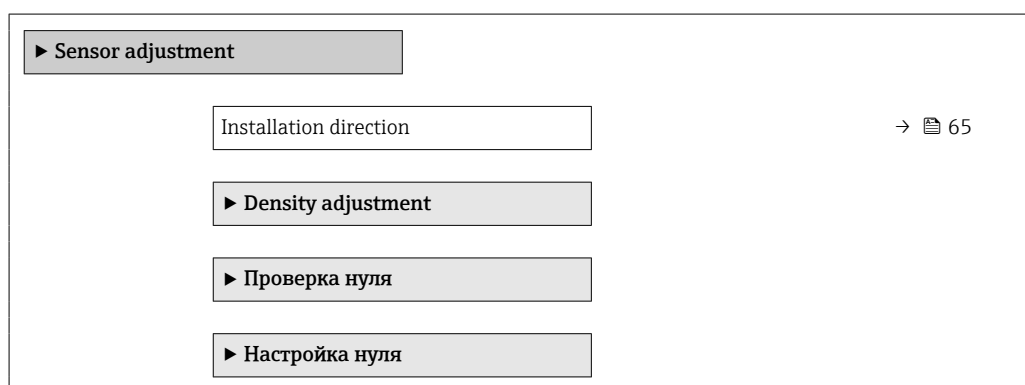 ▶ Sensor adjustment
Installation direction → 65
▶ Density adjustment
▶ Проверка нуля
▶ Настройка нуля